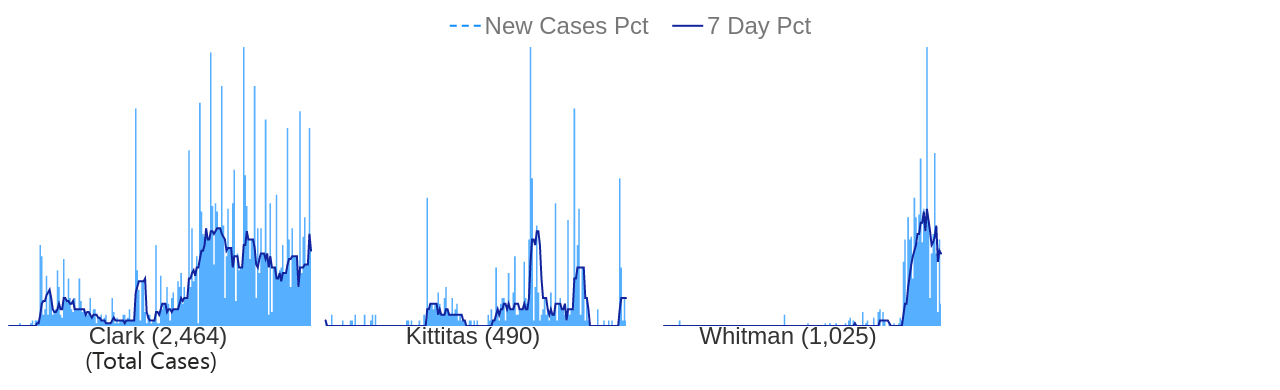 New Cases Pct 7 Day Pct
Clark (2,464) Kittitas (490) Whitman (1,025)
(Total Cases)